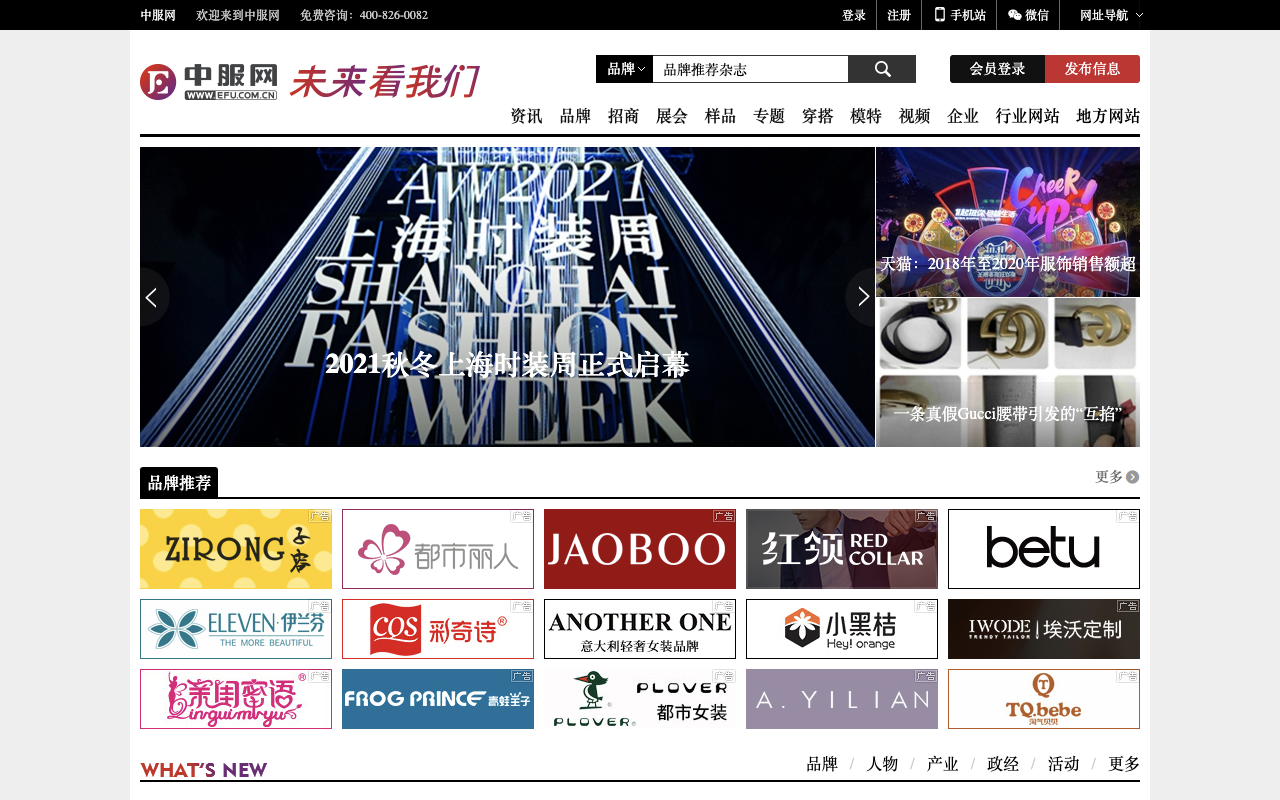 中服网 欢迎来到中服网 免费咨询：400-826-0082 登录 注册 手机站 微信 网址导航
中服网 WWW.EFU.COM.CN 未来看我们
品牌 品牌推荐杂志 会员登录 发布信息
资讯 品牌 招商 展会 样品 专题 穿搭 模特 视频 企业 行业网站 地方网站
AW2021
上海时装周
SHANGHAI
FASHION
WEEK
2021秋冬上海时装周正式启幕
CHeeR up!
天猫：2018年至2020年服饰销售额超
一条真假Gucci腰带引发的“互掐”
品牌推荐 更多
广告 广告 广告 广告 广告
ZIRONG 子容 都市丽人 JAOBOO 红领 RED COLLAR betu
广告 广告 广告 广告 广告
ELEVEN·伊兰芬 THE MORE BEAUTIFUL COS 彩奇诗® ANOTHER ONE 意大利轻奢女装品牌 小黑桔 Hey! orange IWODE TRENDY TAILOR 埃沃定制
广告 广告 广告 广告 广告
FROG PRINCE PLOVER® PLOVER 都市女装 A. YILIAN TQ.bebe 淘气贝贝
WHAT'S NEW 品牌 / 人物 / 产业 / 政经 / 活动 / 更多